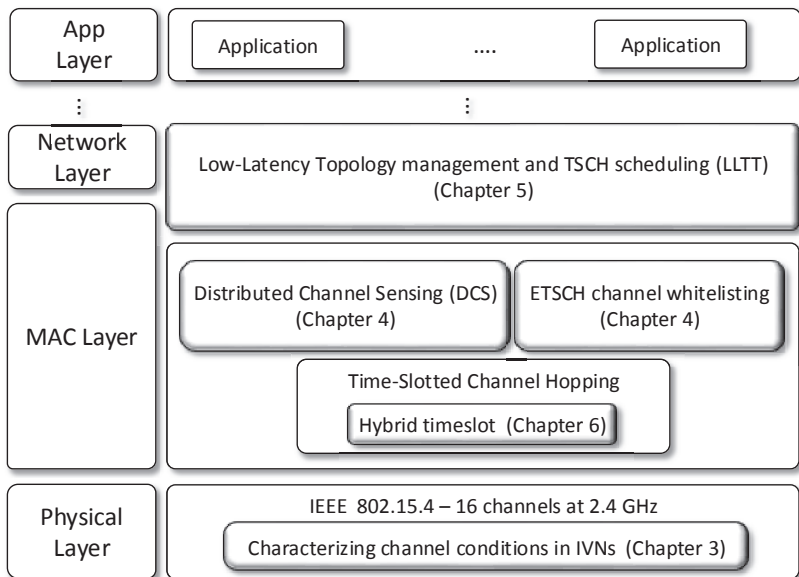 App
Layer
Application
....
Application
...
...
Network
Layer
Low-Latency Topology management and TSCH scheduling (LLTT)
(Chapter 5)
MAC Layer
Distributed Channel Sensing (DCS)
(Chapter 4)
ETSCH channel whitelisting
(Chapter 4)
Time-Slotted Channel Hopping
Hybrid timeslot (Chapter 6)
Physical
Layer
IEEE 802.15.4 – 16 channels at 2.4 GHz
Characterizing channel conditions in IVNs (Chapter 3)